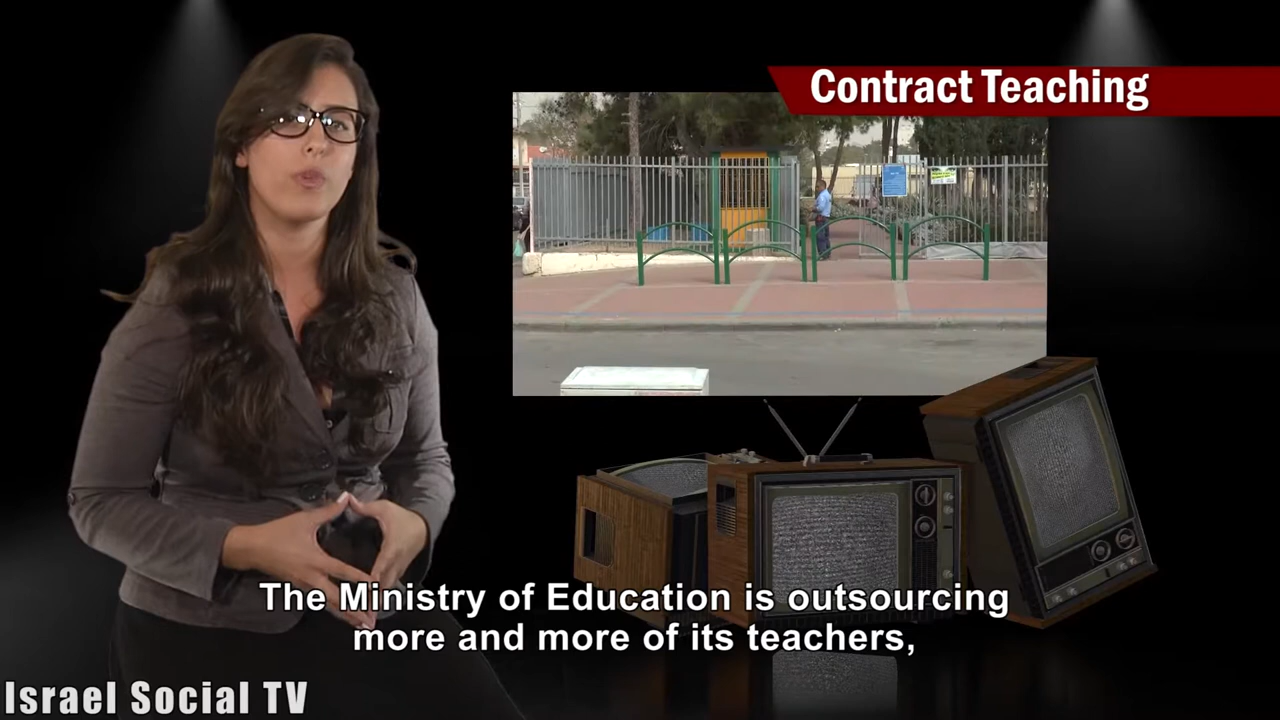 Contract Teaching
The Ministry of Education is outsourcing
more and more of its teachers,
Israel Social TV